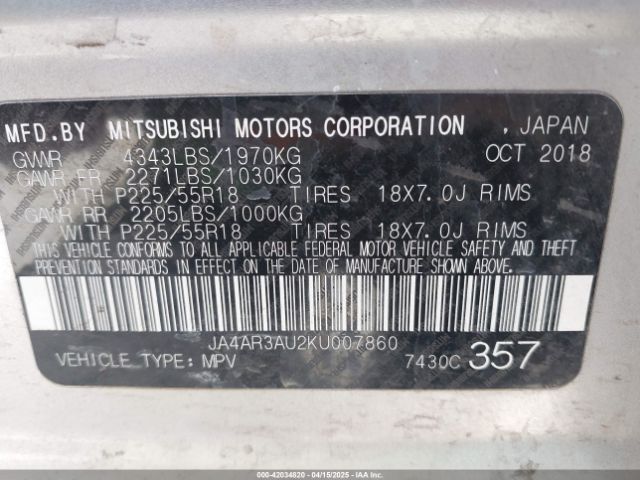 MFD.BY MITSUBISHI MOTORS CORPORATION , JAPAN
GVWR 4343LBS/1970KG OCT 2018
GAWR FR 2271LBS/1030KG
WITH P225/55R18 TIRES 18X7.0J RIMS
GAWR RR 2205LBS/1000KG
WITH P225/55R18 TIRES 18X7.0J RIMS
THIS VEHICLE CONFORMS TO ALL APPLICABLE FEDERAL MOTOR VEHICLE SAFETY AND THEFT
PREVENTION STANDARDS IN EFFECT ON THE DATE OF MANUFACTURE SHOWN ABOVE.
JA4AR3AU2KU007860
VEHICLE TYPE: MPV 7430C 357
000-42034820 - 04/15/2025 - IAAI.COM